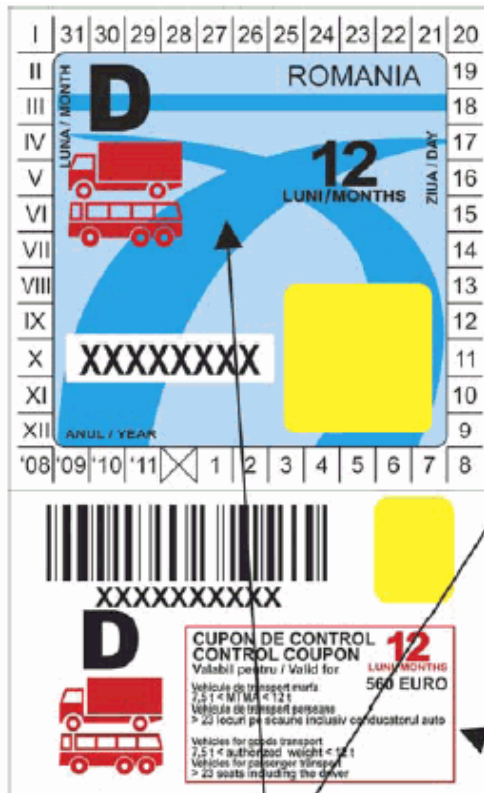 I 31 30 29 28 27 26 25 24 23 22 21 20
II 19
III 18
IV 17
V 16
VI 15
VII 14
VIII 13
IX 12
X 11
XI 10
XII 9
'08 '09 '10 '11 1 2 3 4 5 6 7 8
LUNA / MONTH
D
ROMANIA
12
LUNI/MONTHS
ZIUA / DAY
XXXXXXXX
ANUL / YEAR
XXXXXXXXXX
D
CUPON DE CONTROL
CONTROL COUPON
Valabil pentru / Valid for
12
LUNI/MONTHS
560 EURO
Vehicule de transport marfa
7,5 t < MTMA < 12 t
Vehicule de transport persoane
> 23 locuri pe scaune inclusiv conducatorul auto
Vehicles for goods transport
7,5 t < authorized weight < 12 t
Vehicles for passenger transport
> 23 seats including the driver